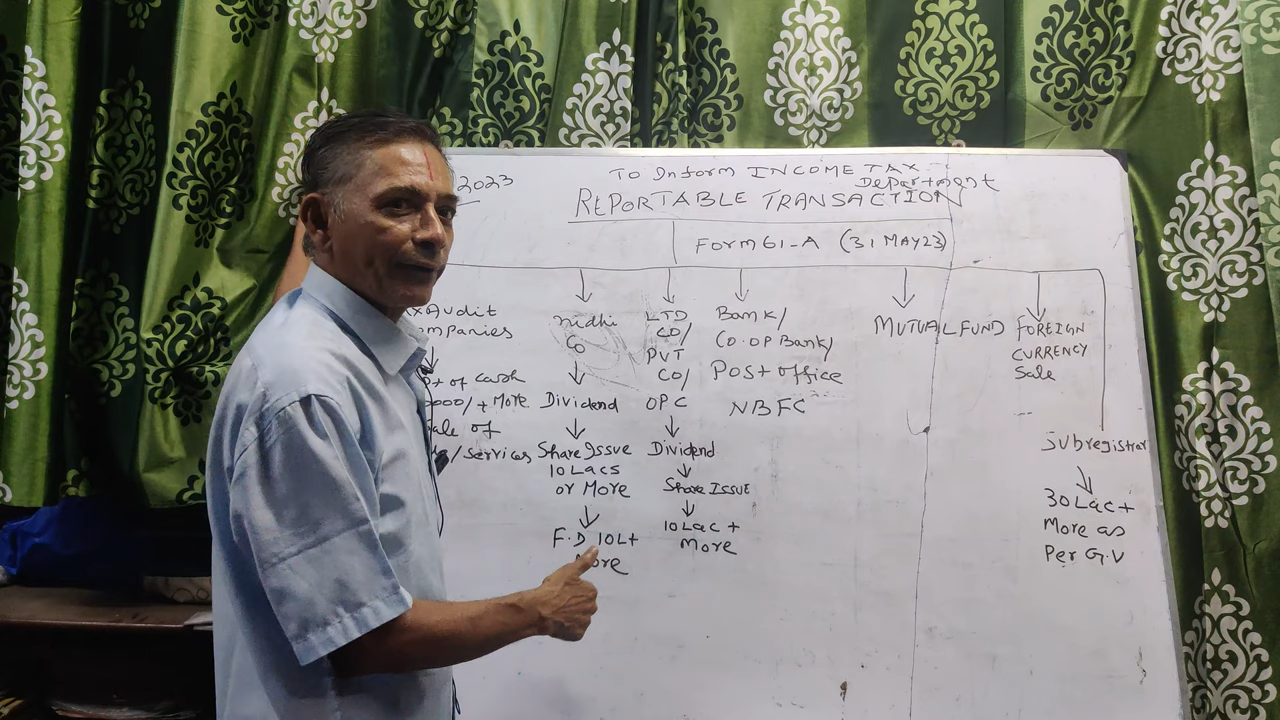 2023
TO Inform INCOME TAX
Department
REPORTABLE TRANSACTION
FORM 61-A (31 MAY23)
Audit
mpanies
of cash
000/+ More
ale of
/Services
nidhi
Co
Dividend
Share Issue
10 Lacs
or More
F.D 10L+
More
LTD
CO/
PVT
CO/
OPC
Dividend
Share ISSUE
10 Lac +
More
Bank/
CO.OP Bank/
Post office
NBFC
MUTUAL FUND
FOREIGN
CURRENCY
Sale
Subregistrar
30 Lac +
More as
Per G.V